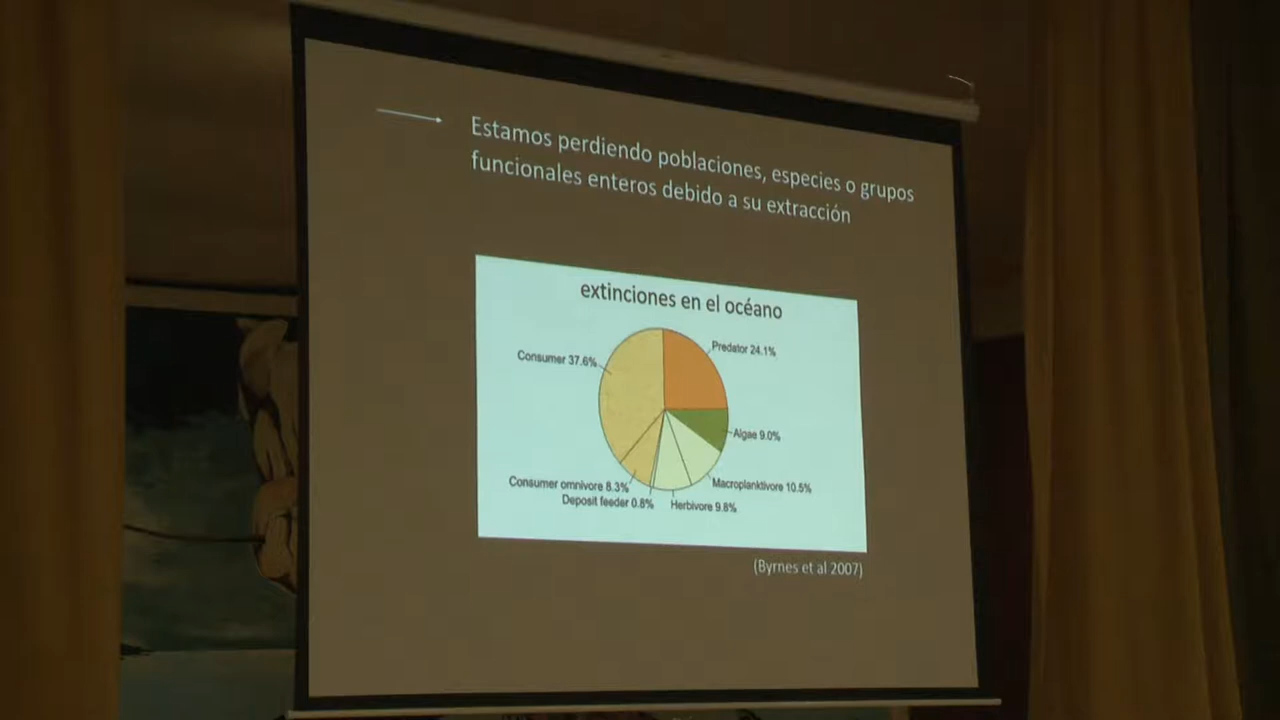 Estamos perdiendo poblaciones, especies o grupos
funcionales enteros debido a su extracción
extinciones en el océano
Predator 24.1%
Consumer 37.6%
Algae 9.0%
Macroplanktivore 10.5%
Consumer omnivore 8.3%
Deposit feeder 0.8%
Herbivore 9.8%
(Byrnes et al 2007)